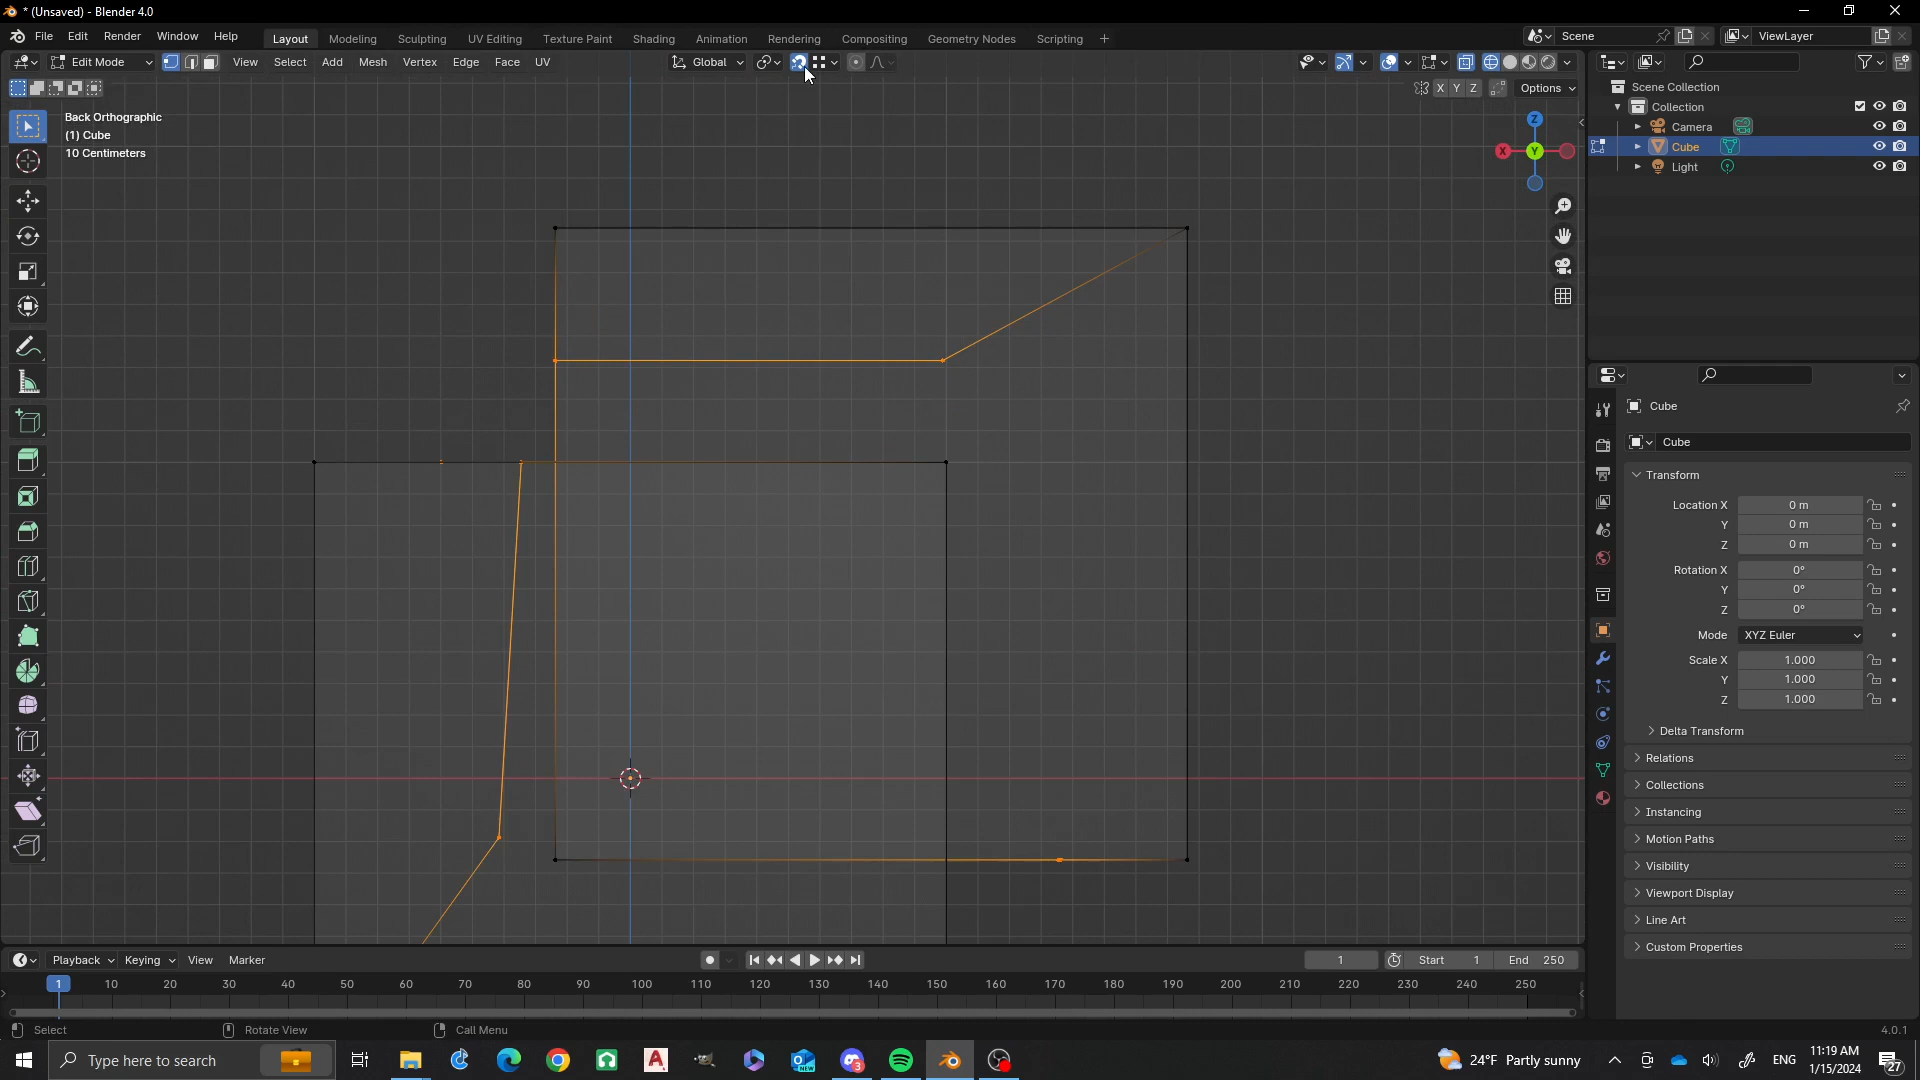 * (Unsaved) - Blender 4.0
File Edit Render Window Help Layout Modeling Sculpting UV Editing Texture Paint Shading Animation Rendering Compositing Geometry Nodes Scripting + Scene ViewLayer
Edit Mode View Select Add Mesh Vertex Edge Face UV Global
X Y Z Options
Back Orthographic
(1) Cube
10 Centimeters
Z
X Y
Scene Collection
Collection
Camera
Cube
Light
Cube
Cube
Transform
Location X 0 m
Y 0 m
Z 0 m
Rotation X 0°
Y 0°
Z 0°
Mode XYZ Euler
Scale X 1.000
Y 1.000
Z 1.000
Delta Transform
Relations
Collections
Instancing
Motion Paths
Visibility
Viewport Display
Line Art
Custom Properties
Playback Keying View Marker 1 Start 1 End 250
1 10 20 30 40 50 60 70 80 90 100 110 120 130 140 150 160 170 180 190 200 210 220 230 240 250
Select Rotate View Call Menu 4.0.1
Type here to search 3 24°F Partly sunny ENG 11:19 AM 27
1/15/2024